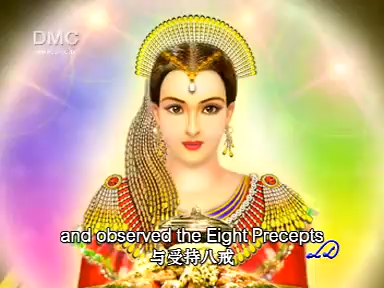 DMC
and observed the Eight Precepts
与受持八戒